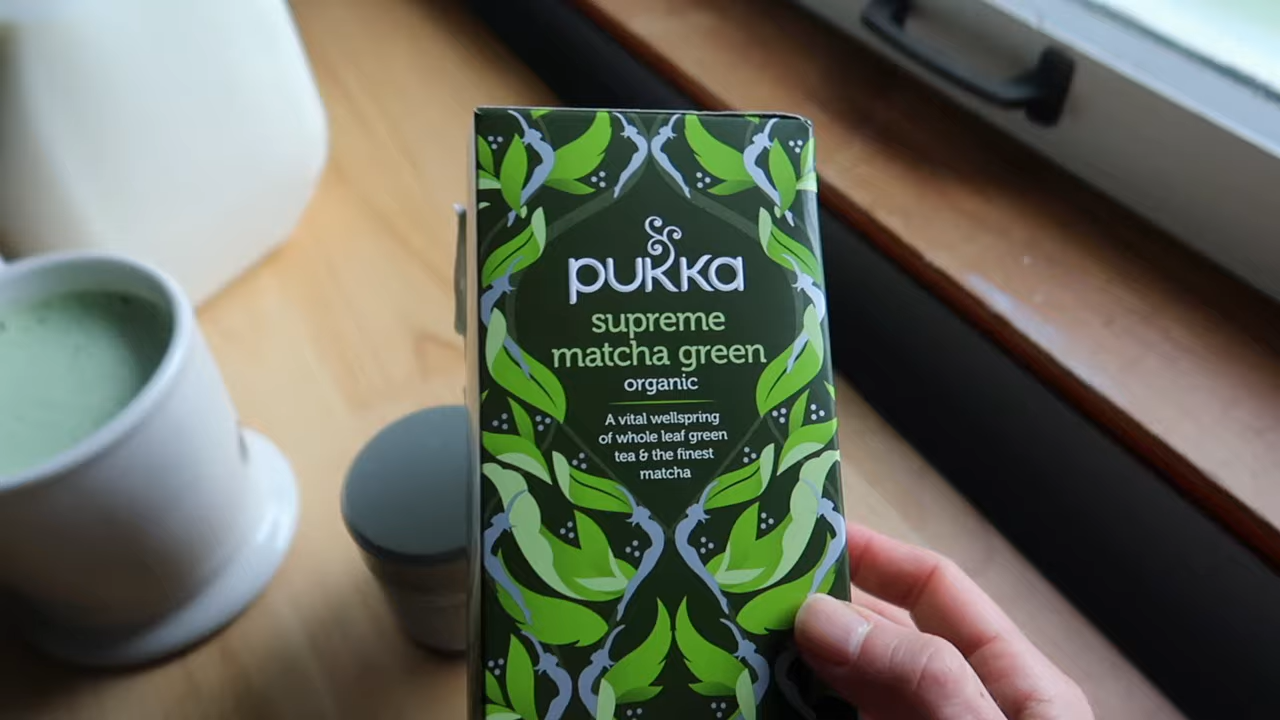 pukka
supreme
matcha green
organic
A vital wellspring
of whole leaf green
tea & the finest
matcha